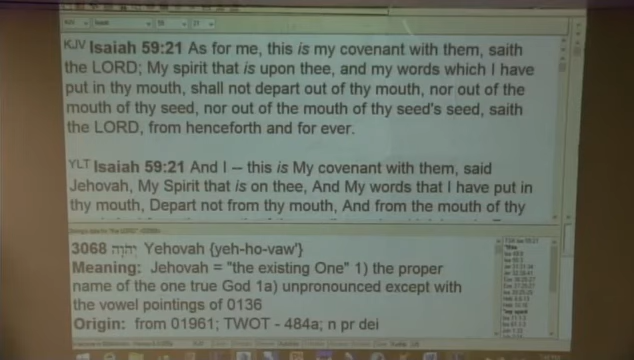 KJV Isaiah 59:21 As for me, this is my covenant with them, saith
the LORD; My spirit that is upon thee, and my words which I have
put in thy mouth, shall not depart out of thy mouth, nor out of the
mouth of thy seed, nor out of the mouth of thy seed's seed, saith
the LORD, from henceforth and for ever.
YLT Isaiah 59:21 And I -- this is My covenant with them, said
Jehovah, My Spirit that is on thee, And My words that I have put in
thy mouth, Depart not from thy mouth, And from the mouth of thy
3068 יְהֹוָה Yehovah {yeh-ho-vaw'}
Meaning: Jehovah = "the existing One" 1) the proper
name of the one true God 1a) unpronounced except with
the vowel pointings of 0136
Origin: from 01961; TWOT - 484a; n pr dei